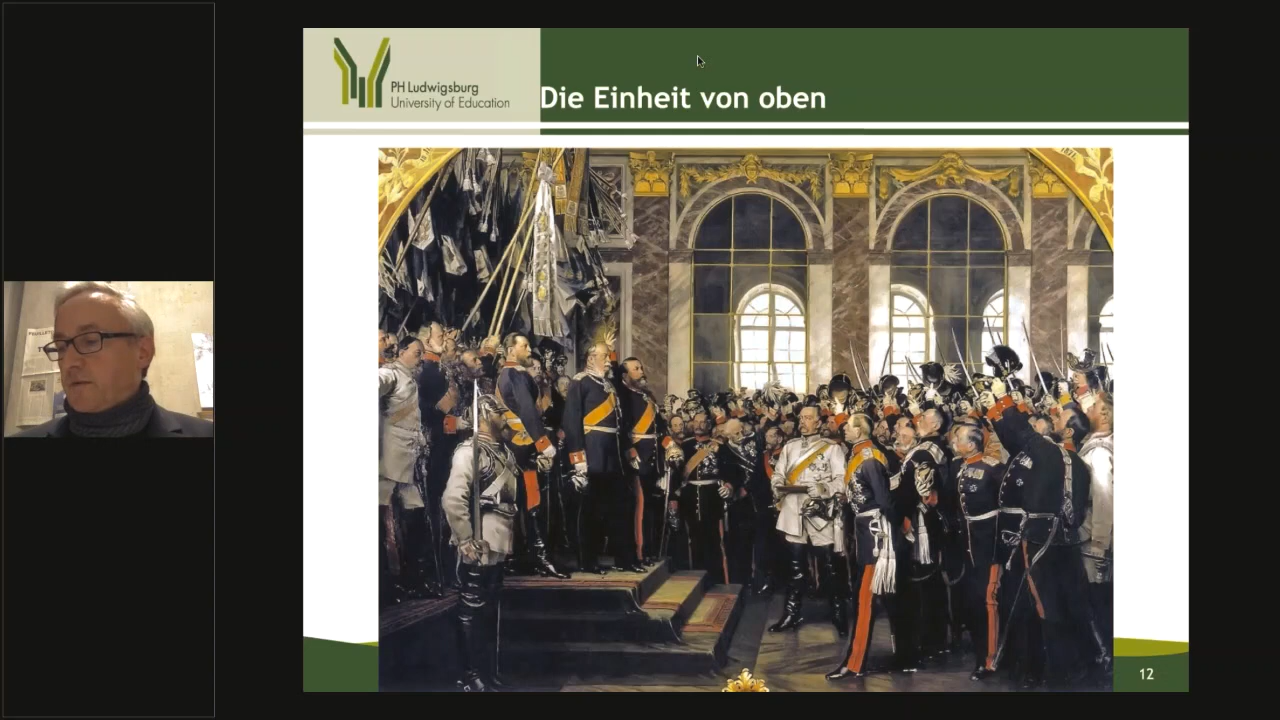 PH Ludwigsburg
University of Education
Die Einheit von oben
12